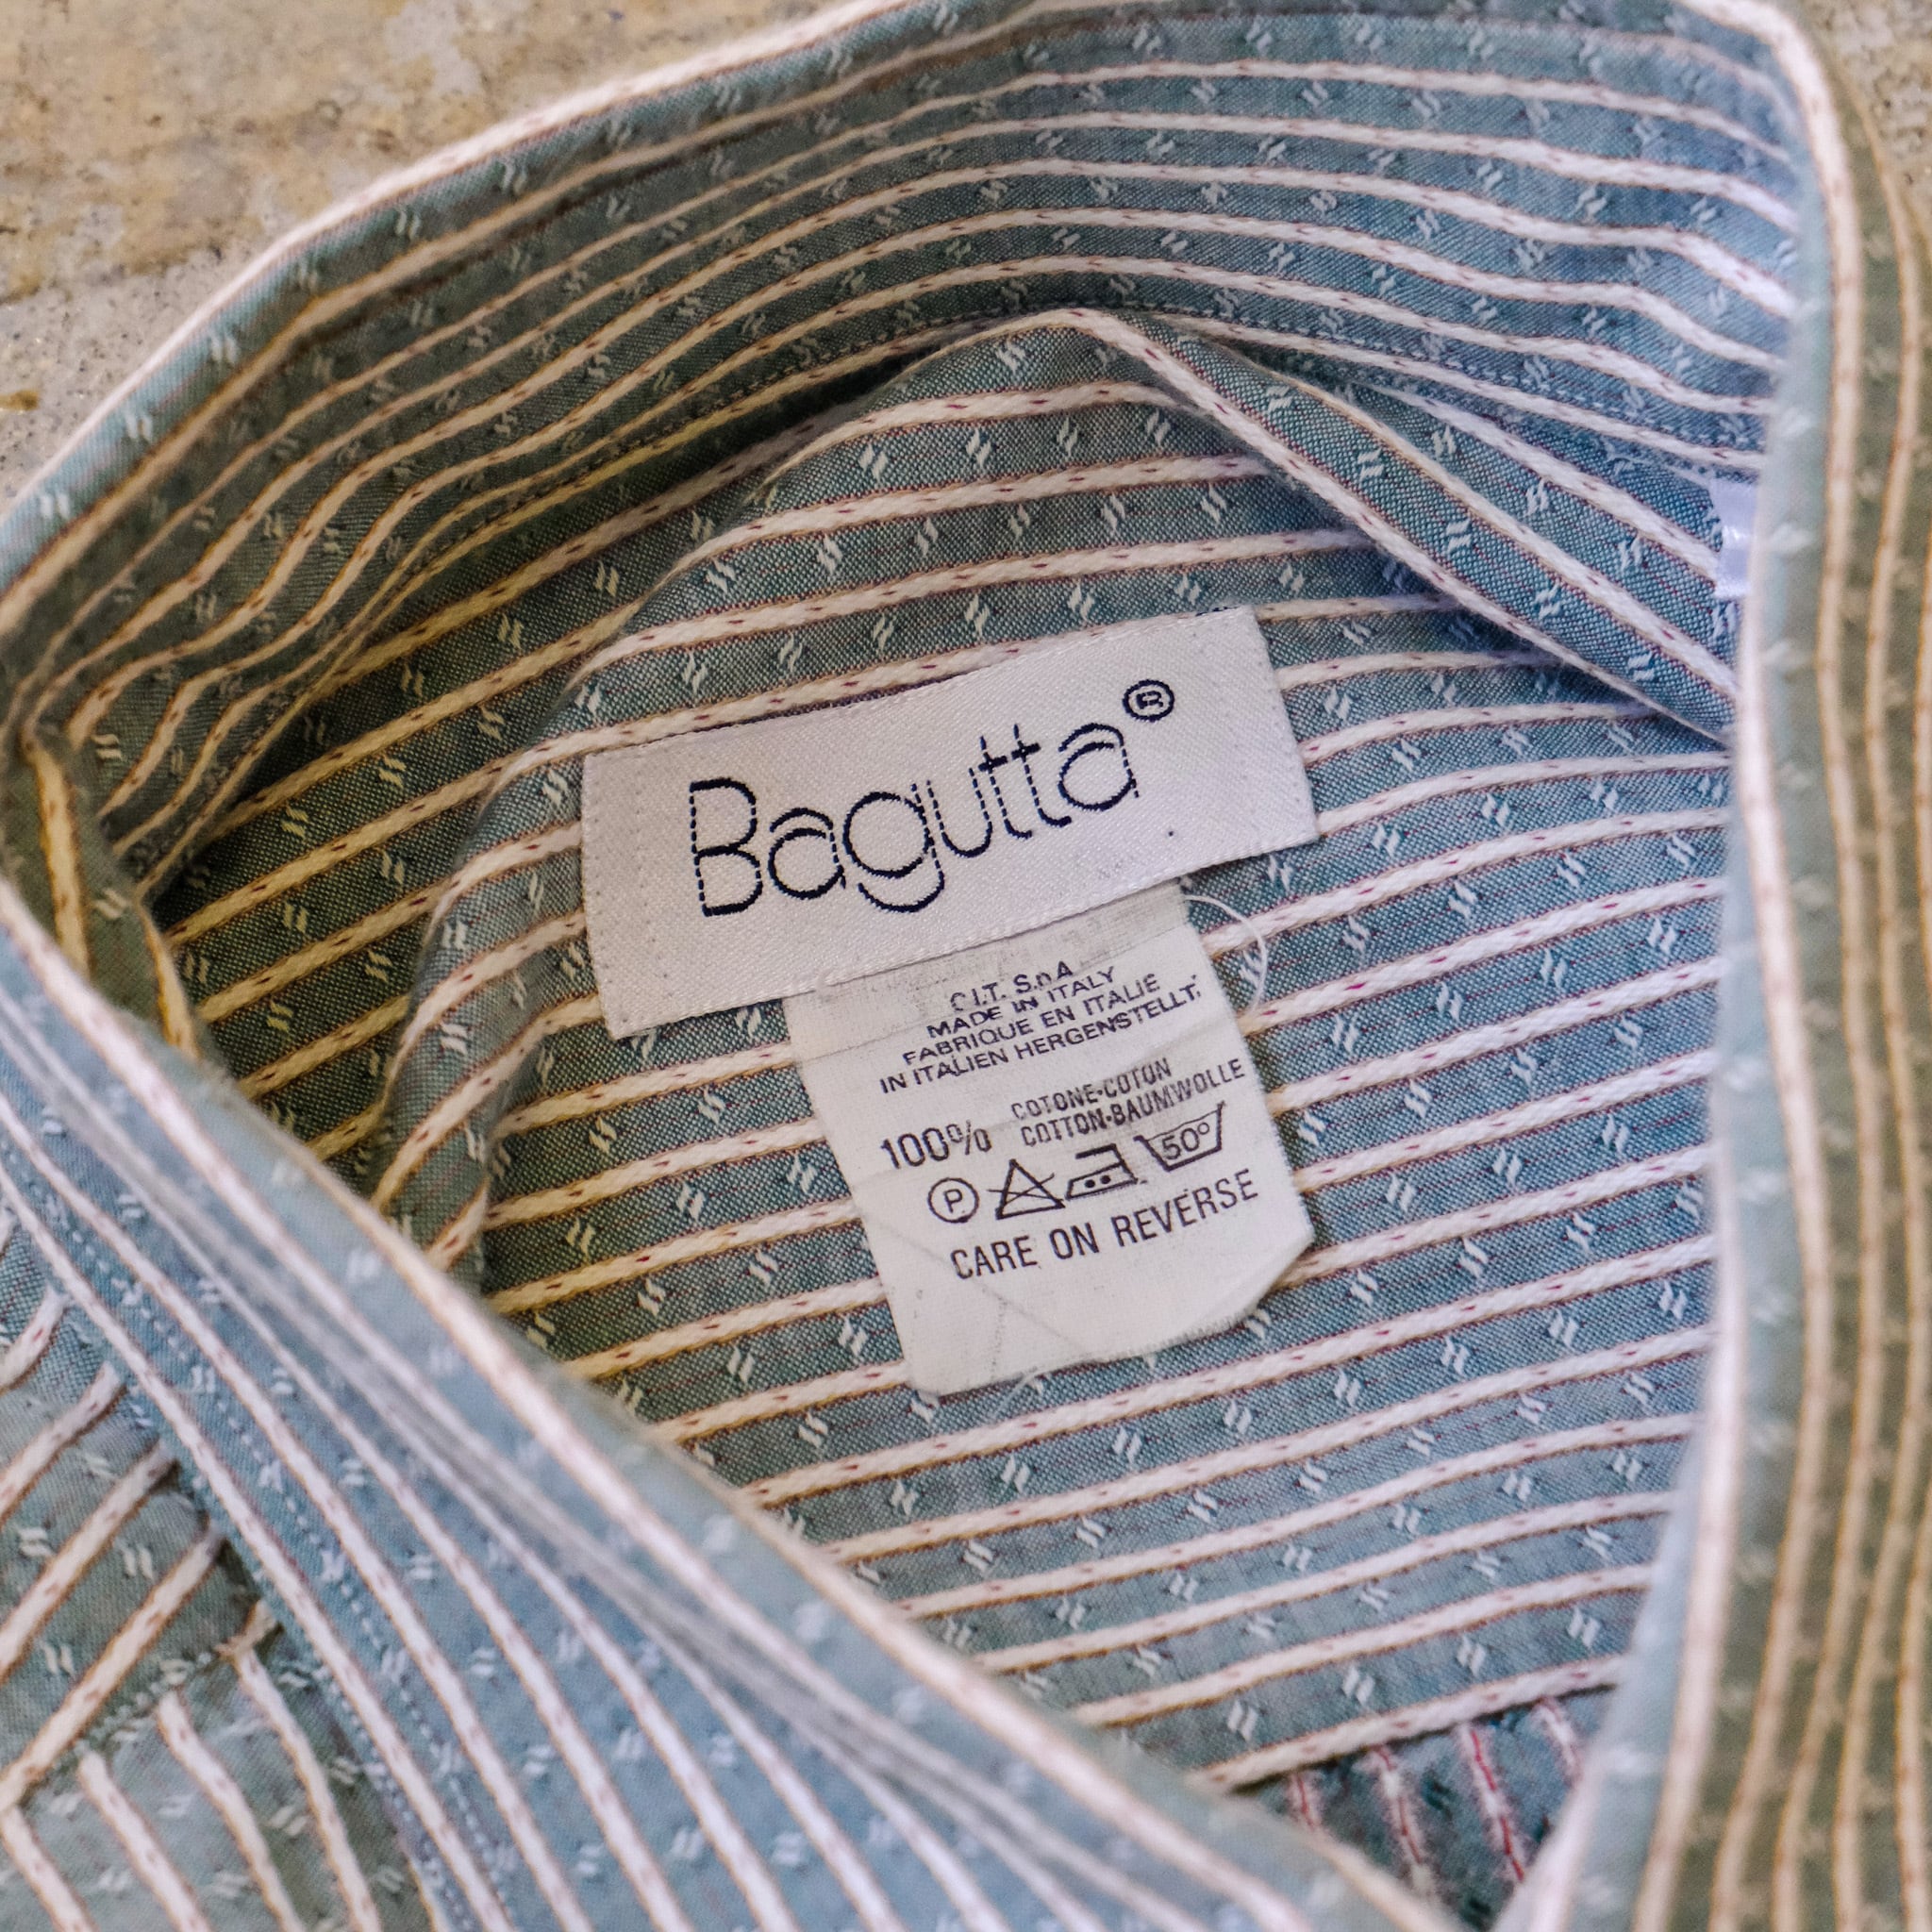 Bagutta®
C.I.T. S.p.A.
MADE IN ITALY
FABRIQUE EN ITALIE
IN ITALIEN HERGENSTELLT.
COTONE-COTON
100% COTTON-BAUMWOLLE
P 50°
CARE ON REVERSE